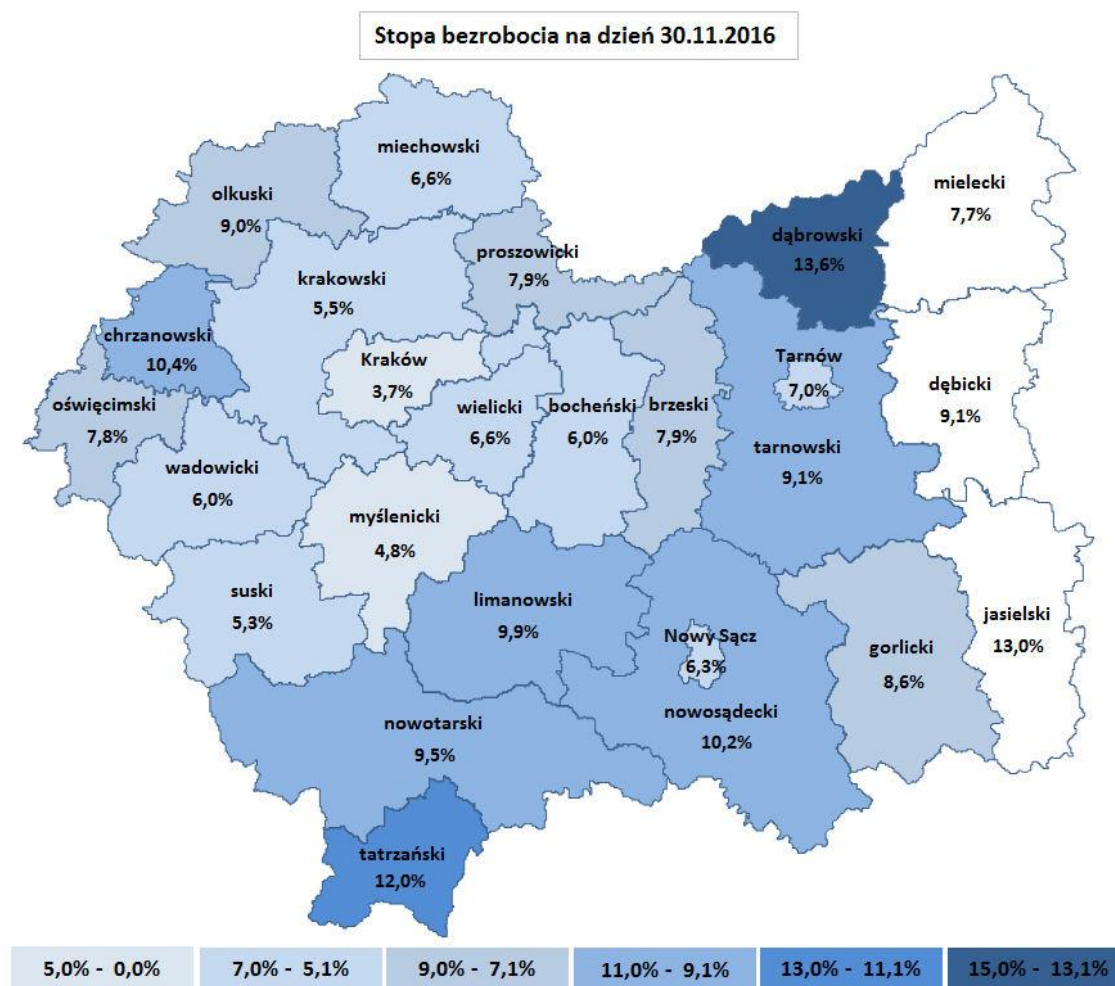 Stopa bezrobocia na dzień 30.11.2016
miechowski
6,6%
olkuski
9,0%
mielecki
7,7%
dąbrowski
13,6%
proszowicki
7,9%
krakowski
5,5%
chrzanowski
10,4%
Kraków
3,7%
Tarnów
7,0%
dębicki
9,1%
oświęcimski
7,8%
wielicki
6,6%
bocheński
6,0%
brzeski
7,9%
tarnowski
9,1%
wadowicki
6,0%
myślenicki
4,8%
suski
5,3%
limanowski
9,9%
Nowy Sącz
6,3%
gorlicki
8,6%
jasielski
13,0%
nowosądecki
10,2%
nowotarski
9,5%
tatrzański
12,0%
5,0% - 0,0%
7,0% - 5,1%
9,0% - 7,1%
11,0% - 9,1%
13,0% - 11,1%
15,0% - 13,1%